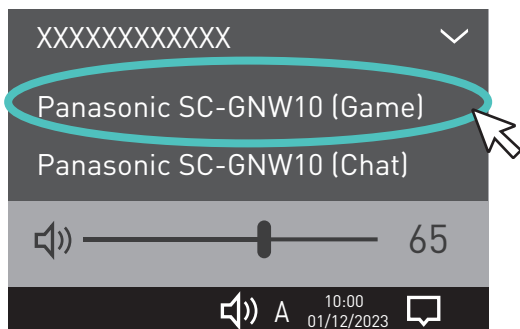 XXXXXXXXXXXX
Panasonic SC-GNW10 (Game)
Panasonic SC-GNW10 (Chat)
65
A 10:00
01/12/2023